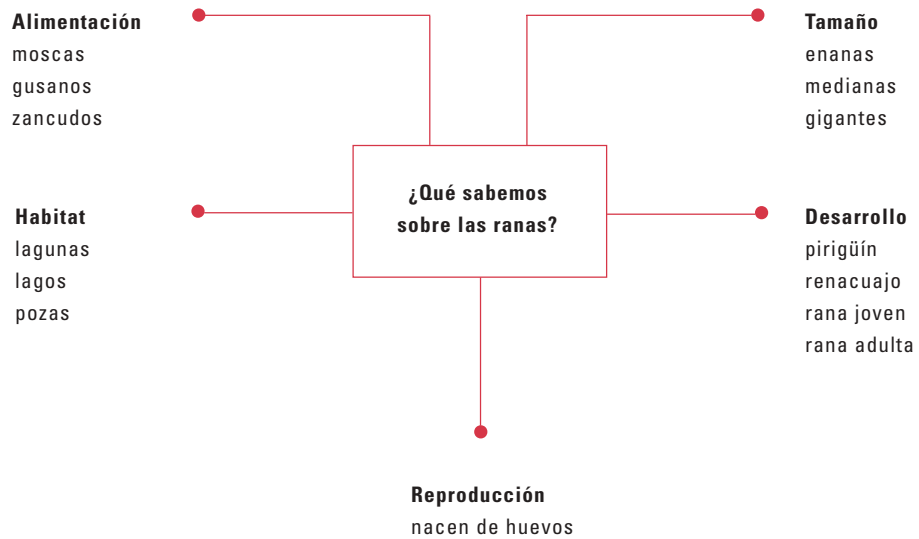 Alimentación
moscas
gusanos
zancudos
Tamaño
enanas
medianas
gigantes
¿Qué sabemos
sobre las ranas?
Habitat
lagunas
lagos
pozas
Desarrollo
pirigüín
renacuajo
rana joven
rana adulta
Reproducción
nacen de huevos